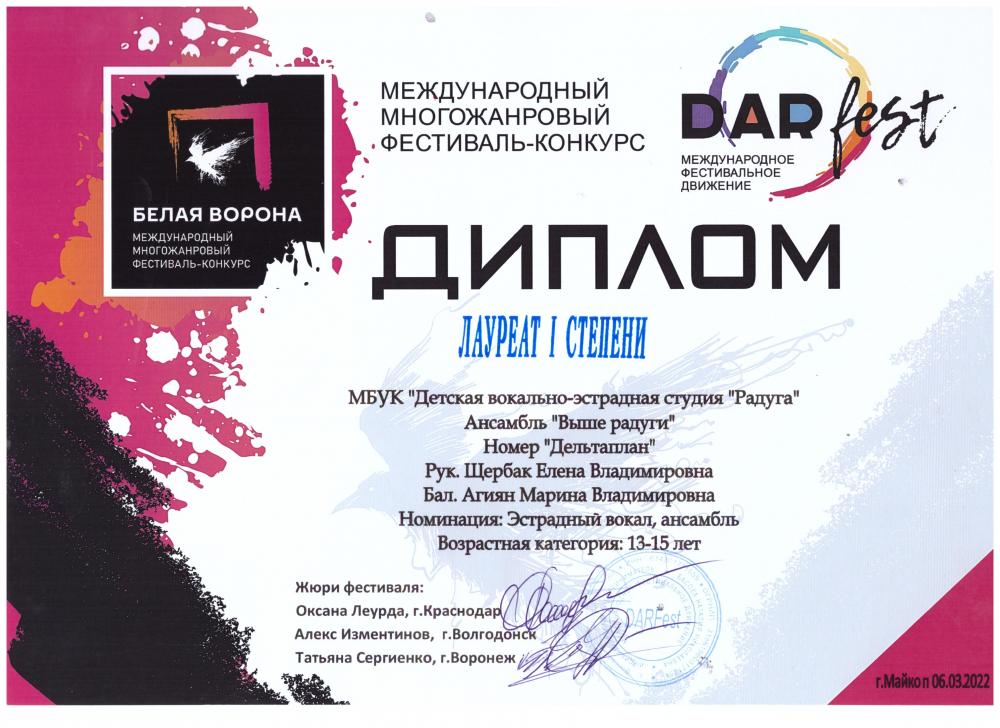 БЕЛАЯ ВОРОНА
МЕЖДУНАРОДНЫЙ
МНОГОЖАНРОВЫЙ
ФЕСТИВАЛЬ-КОНКУРС
МЕЖДУНАРОДНЫЙ
МНОГОЖАНРОВЫЙ
ФЕСТИВАЛЬ-КОНКУРС
DAR fest
МЕЖДУНАРОДНОЕ
ФЕСТИВАЛЬНОЕ
ДВИЖЕНИЕ
ДИПЛОМ
ЛАУРЕАТ I СТЕПЕНИ
МБУК "Детская вокально-эстрадная студия "Радуга"
Ансамбль "Выше радуги"
Номер "Дельтаплан"
Рук. Щербак Елена Владимировна
Бал. Агиян Марина Владимировна
Номинация: Эстрадный вокал, ансамбль
Возрастная категория: 13-15 лет
Жюри фестиваля:
Оксана Леурда, г.Краснодар
Алекс Изментинов, г.Волгодонск
Татьяна Сергиенко, г.Воронеж
DARFest
г.Майкоп 06.03.2022